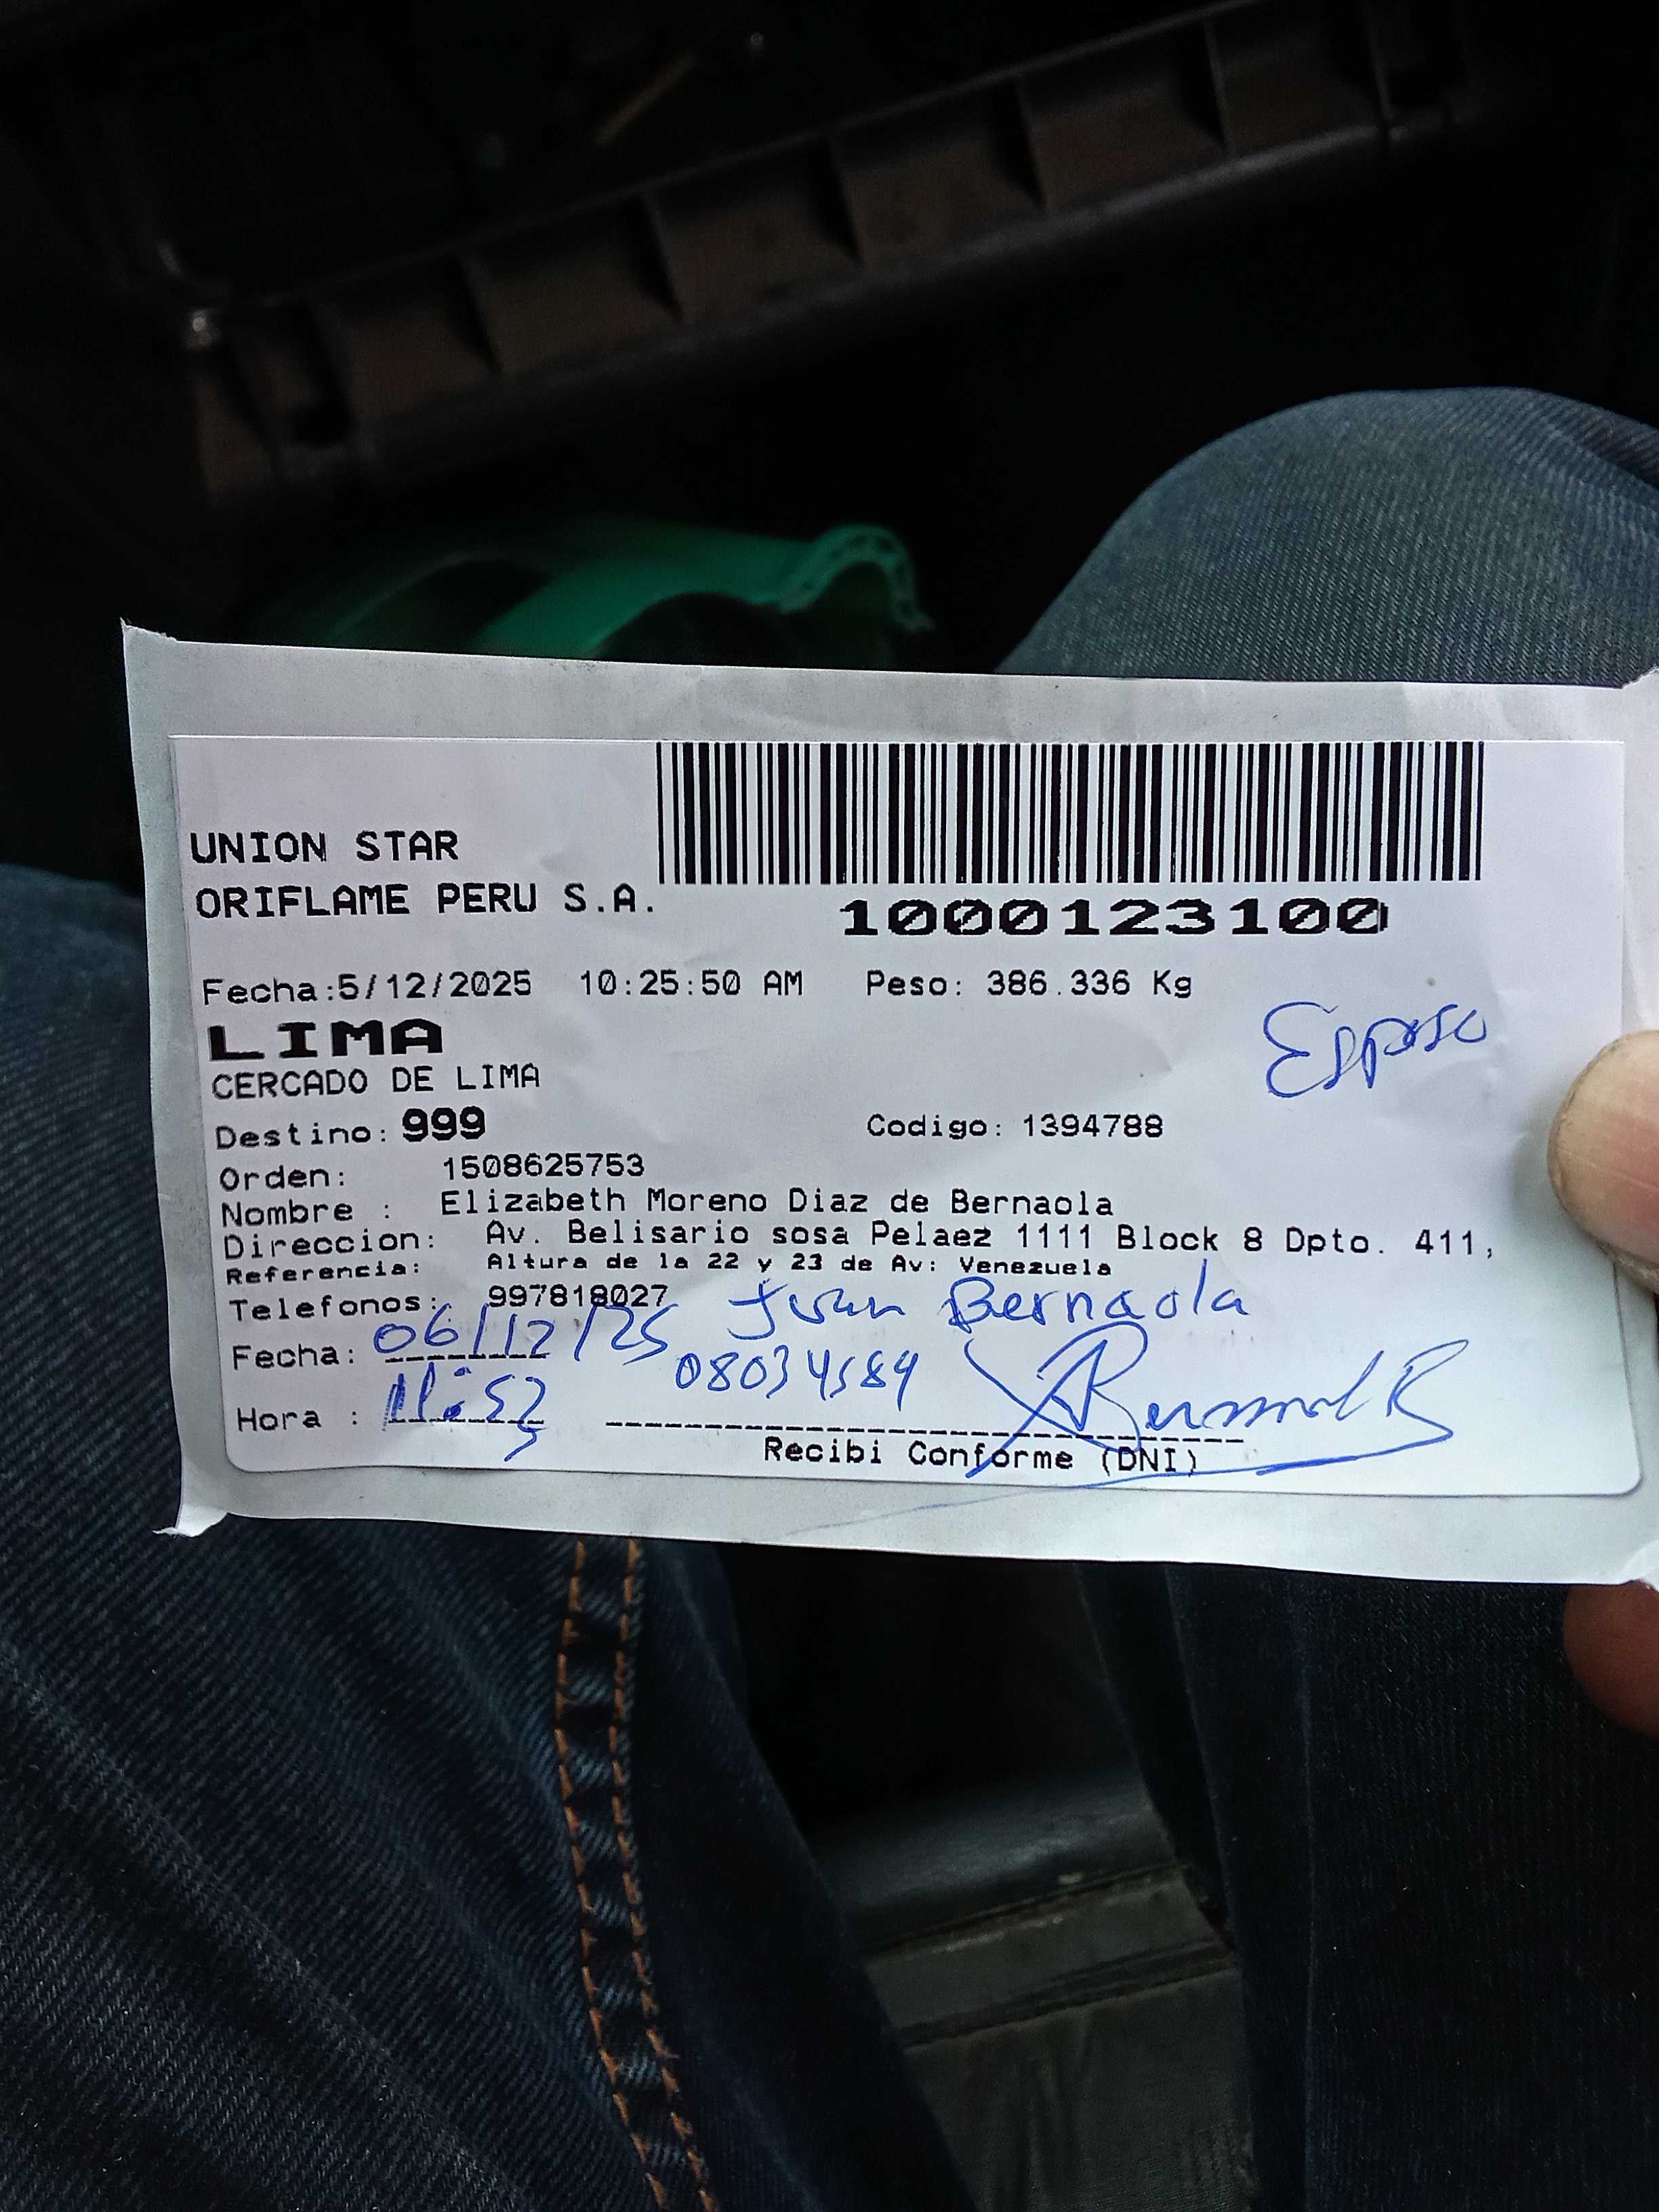 UNION STAR
ORIFLAME PERU S.A.
1000123100
Fecha:5/12/2025 10:25:50 AM Peso: 386.336 Kg
LIMA
Esposo
CERCADO DE LIMA
Destino: 999 Codigo: 1394788
Orden: 1508625753
Nombre : Elizabeth Moreno Diaz de Bernaola
Direccion: Av. Belisario sosa Pelaez 1111 Block 8 Dpto. 411,
Referencia: Altura de la 22 y 23 de Av: Venezuela
Telefonos: 997818027 Juan Bernaola
Fecha: 06/12/25 08034584
Hora : 11:53
Recibi Conforme (DNI)